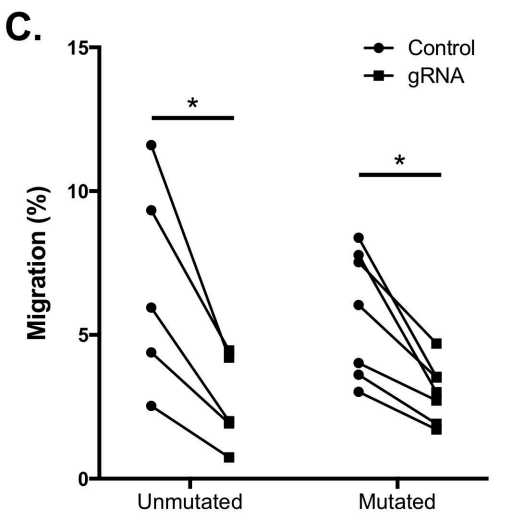 C.
Control
gRNA
Migration (%)
15
10
5
0
*
*
Unmutated
Mutated